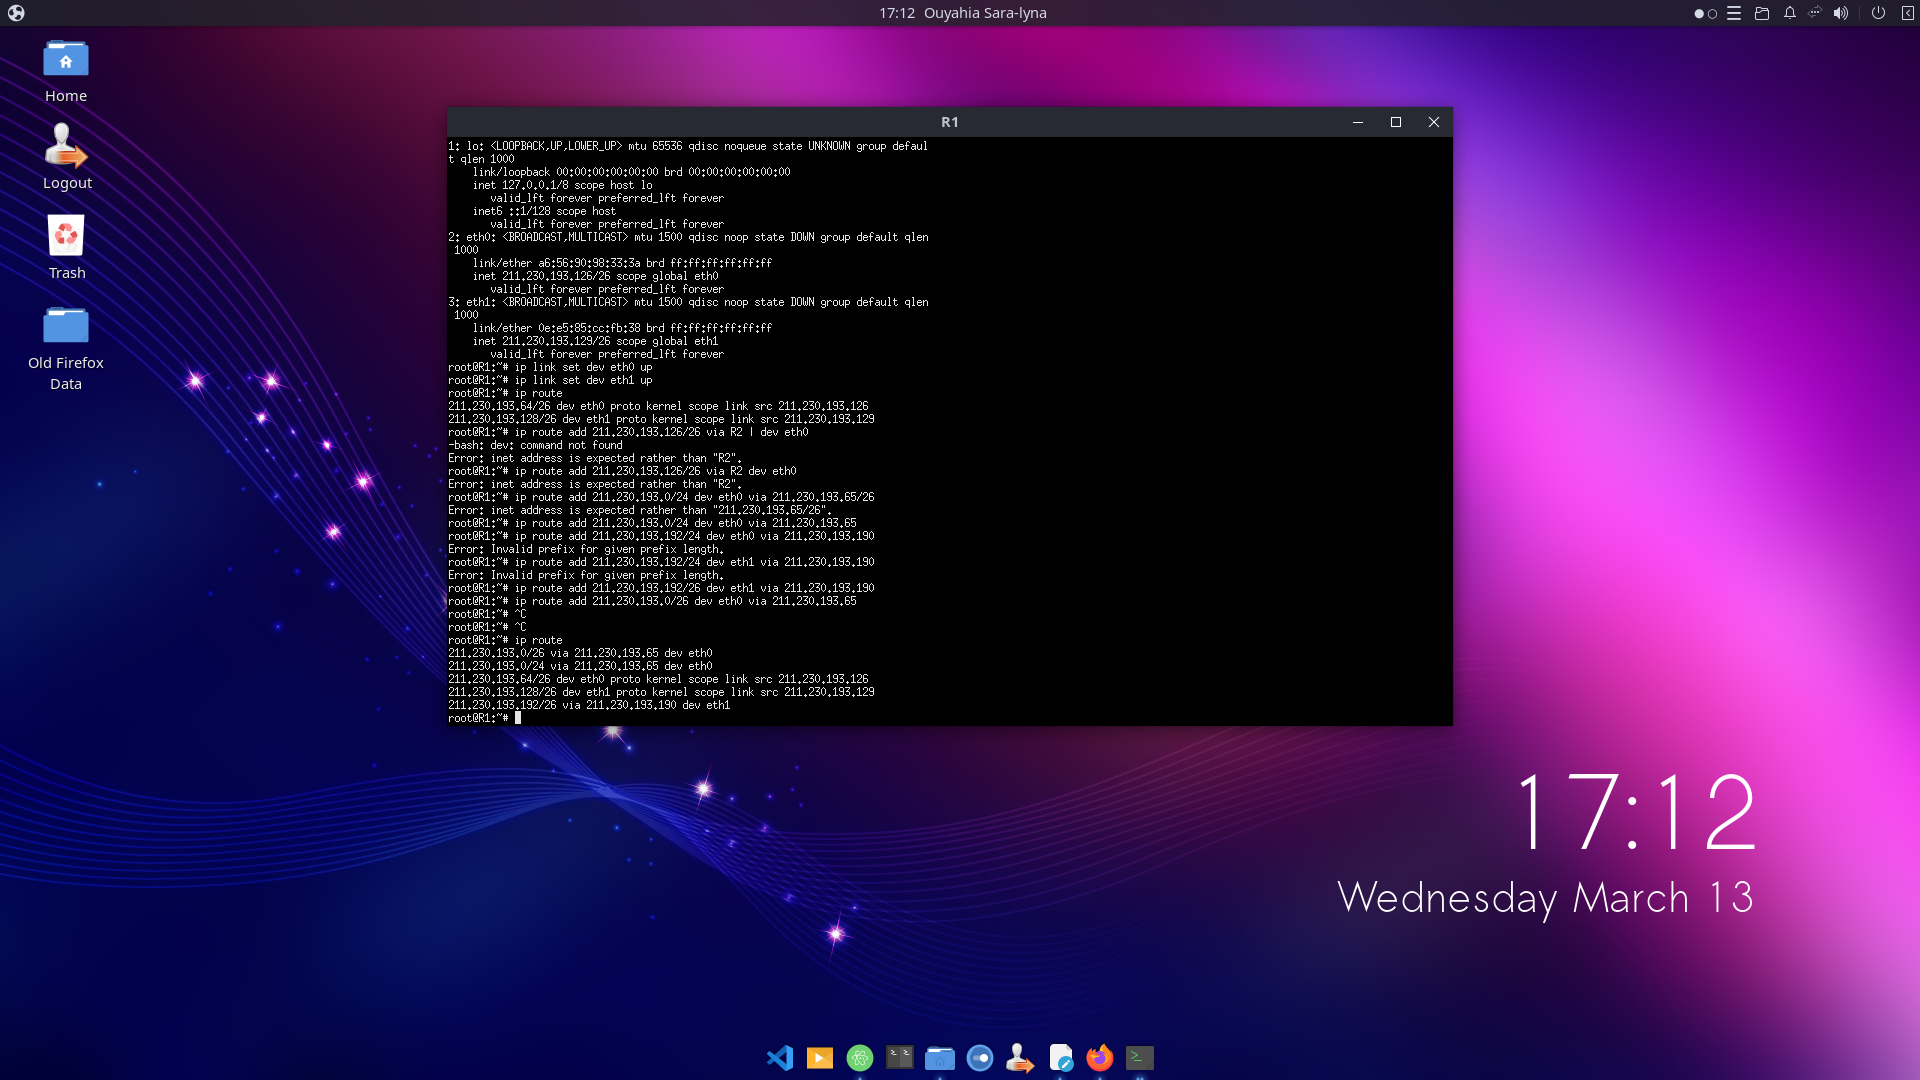 17:12 Ouyahia Sara-lyna
Home
Logout
Trash
Old Firefox
Data
R1
1: lo: <LOOPBACK,UP,LOWER_UP> mtu 65536 qdisc noqueue state UNKNOWN group defaul
t qlen 1000
    link/loopback 00:00:00:00:00:00 brd 00:00:00:00:00:00
    inet 127.0.0.1/8 scope host lo
       valid_lft forever preferred_lft forever
    inet6 ::1/128 scope host
       valid_lft forever preferred_lft forever
2: eth0: <BROADCAST,MULTICAST> mtu 1500 qdisc noop state DOWN group default qlen
 1000
    link/ether a6:56:90:98:33:3a brd ff:ff:ff:ff:ff:ff
    inet 211.230.193.126/26 scope global eth0
       valid_lft forever preferred_lft forever
3: eth1: <BROADCAST,MULTICAST> mtu 1500 qdisc noop state DOWN group default qlen
 1000
    link/ether 0e:e5:85:cc:fb:38 brd ff:ff:ff:ff:ff:ff
    inet 211.230.193.129/26 scope global eth1
       valid_lft forever preferred_lft forever
root@R1:~# ip link set dev eth0 up
root@R1:~# ip link set dev eth1 up
root@R1:~# ip route
211.230.193.64/26 dev eth0 proto kernel scope link src 211.230.193.126
211.230.193.128/26 dev eth1 proto kernel scope link src 211.230.193.129
root@R1:~# ip route add 211.230.193.126/26 via R2 | dev eth0
-bash: dev: command not found
Error: inet address is expected rather than "R2".
root@R1:~# ip route add 211.230.193.126/26 via R2 dev eth0
Error: inet address is expected rather than "R2".
root@R1:~# ip route add 211.230.193.0/24 dev eth0 via 211.230.193.65/26
Error: inet address is expected rather than "211.230.193.65/26".
root@R1:~# ip route add 211.230.193.0/24 dev eth0 via 211.230.193.65
root@R1:~# ip route add 211.230.193.192/24 dev eth0 via 211.230.193.190
Error: Invalid prefix for given prefix length.
root@R1:~# ip route add 211.230.193.192/24 dev eth1 via 211.230.193.190
Error: Invalid prefix for given prefix length.
root@R1:~# ip route add 211.230.193.192/26 dev eth1 via 211.230.193.190
root@R1:~# ip route add 211.230.193.0/26 dev eth0 via 211.230.193.65
root@R1:~# ^C
root@R1:~# ^C
root@R1:~# ip route
211.230.193.0/26 via 211.230.193.65 dev eth0
211.230.193.0/24 via 211.230.193.65 dev eth0
211.230.193.64/26 dev eth0 proto kernel scope link src 211.230.193.126
211.230.193.128/26 dev eth1 proto kernel scope link src 211.230.193.129
211.230.193.192/26 via 211.230.193.190 dev eth1
root@R1:~#
17:12
Wednesday March 13